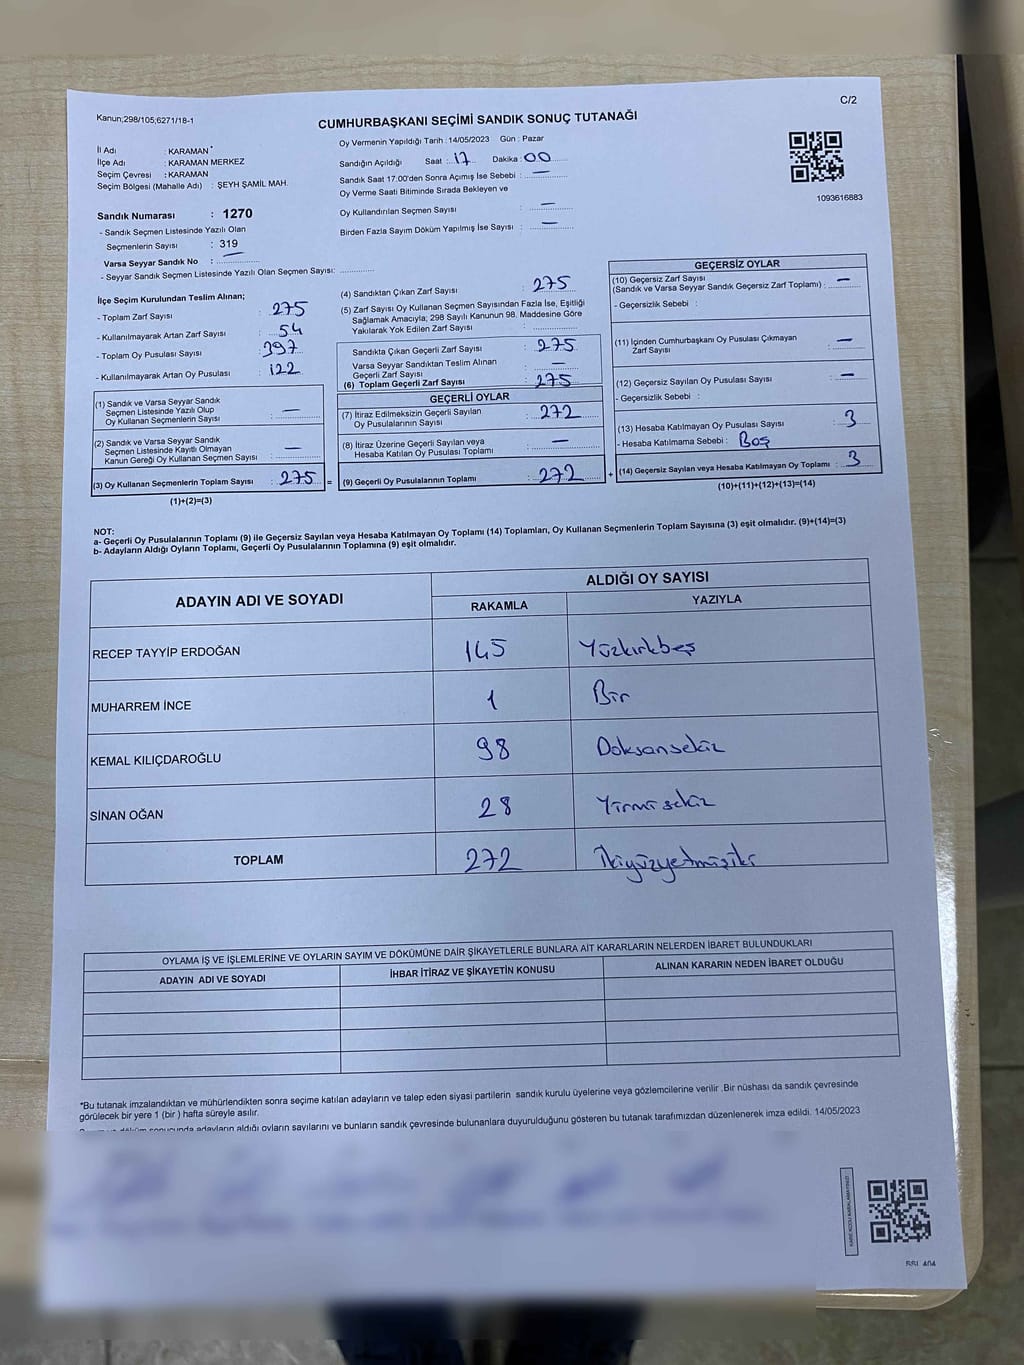 Kanun;298/105;6271/18-1
C/2
CUMHURBAŞKANI SEÇİMİ SANDIK SONUÇ TUTANAĞI
İl Adı : KARAMAN
İlçe Adı : KARAMAN MERKEZ
Seçim Çevresi : KARAMAN
Seçim Bölgesi (Mahalle Adı) : ŞEYH ŞAMİL MAH.
Sandık Numarası : 1270
- Sandık Seçmen Listesinde Yazılı Olan
Seçmenlerin Sayısı : 319
Varsa Seyyar Sandık No : —
- Seyyar Sandık Seçmen Listesinde Yazılı Olan Seçmen Sayısı:
Oy Vermenin Yapıldığı Tarih : 14/05/2023 Gün : Pazar
Sandığın Açıldığı Saat : 17 Dakika : 00
Sandık Saat 17.00'den Sonra Açımış İse Sebebi : —
Oy Verme Saati Bitiminde Sırada Bekleyen ve
Oy Kullandırılan Seçmen Sayısı : —
Birden Fazla Sayım Döküm Yapılmış İse Sayısı : —
1093616883
İlçe Seçim Kurulundan Teslim Alınan;
- Toplam Zarf Sayısı : 275
- Kullanılmayarak Artan Zarf Sayısı : 54
- Toplam Oy Pusulası Sayısı : 397
- Kullanılmayarak Artan Oy Pusulası : 122
(1) Sandık ve Varsa Seyyar Sandık
Seçmen Listesinde Yazılı Olup
Oy Kullanan Seçmenlerin Sayısı : —
(2) Sandık ve Varsa Seyyar Sandık
Seçmen Listesinde Kayıtlı Olmayan
Kanun Gereği Oy Kullanan Seçmen Sayısı : —
(3) Oy Kullanan Seçmenlerin Toplam Sayısı : 275 =
(1)+(2)=(3)
(4) Sandıktan Çıkan Zarf Sayısı : 275
(5) Zarf Sayısı Oy Kullanan Seçmen Sayısından Fazla İse, Eşitliği
Sağlamak Amacıyla; 298 Sayılı Kanunun 98. Maddesine Göre
Yakılarak Yok Edilen Zarf Sayısı :
Sandıkta Çıkan Geçerli Zarf Sayısı : 275
Varsa Seyyar Sandıktan Teslim Alınan
Geçerli Zarf Sayısı :
(6) Toplam Geçerli Zarf Sayısı : 275
GEÇERLİ OYLAR
(7) İtiraz Edilmeksizin Geçerli Sayılan
Oy Pusulalarının Sayısı : 272
(8) İtiraz Üzerine Geçerli Sayılan veya
Hesaba Katılan Oy Pusulası Toplamı : —
(9) Geçerli Oy Pusulalarının Toplamı : 272 +
GEÇERSİZ OYLAR
(10) Geçersiz Zarf Sayısı
(Sandık ve Varsa Seyyar Sandık Geçersiz Zarf Toplamı) : —
- Geçersizlik Sebebi :
(11) İçinden Cumhurbaşkanı Oy Pusulası Çıkmayan
Zarf Sayısı : —
(12) Geçersiz Sayılan Oy Pusulası Sayısı : —
- Geçersizlik Sebebi :
(13) Hesaba Katılmayan Oy Pusulası Sayısı : 3
- Hesaba Katılmama Sebebi : Boş
(14) Geçersiz Sayılan veya Hesaba Katılmayan Oy Toplamı : 3
(10)+(11)+(12)+(13)=(14)
NOT:
a- Geçerli Oy Pusulalarının Toplamı (9) ile Geçersiz Sayılan veya Hesaba Katılmayan Oy Toplamı (14) Toplamları, Oy Kullanan Seçmenlerin Toplam Sayısına (3) eşit olmalıdır. (9)+(14)=(3)
b- Adayların Aldığı Oyların Toplamı, Geçerli Oy Pusulalarının Toplamına (9) eşit olmalıdır.
ADAYIN ADI VE SOYADI
ALDIĞI OY SAYISI
RAKAMLA YAZIYLA
RECEP TAYYİP ERDOĞAN 145 Yüzkırkbeş
MUHARREM İNCE 1 Bir
KEMAL KILIÇDAROĞLU 98 Doksansekiz
SİNAN OĞAN 28 Yirmisekiz
TOPLAM 272 İkiyüzyetmişiki
OYLAMA İŞ VE İŞLEMLERİNE VE OYLARIN SAYIM VE DÖKÜMÜNE DAİR ŞİKAYETLERLE BUNLARA AİT KARARLARIN NELERDEN İBARET BULUNDUKLARI
ADAYIN ADI VE SOYADI İHBAR İTİRAZ VE ŞİKAYETİN KONUSU ALINAN KARARIN NEDEN İBARET OLDUĞU
*Bu tutanak imzalandıktan ve mühürlendikten sonra seçime katılan adayların ve talep eden siyasi partilerin sandık kurulu üyelerine veya gözlemcilerine verilir .Bir nüshası da sandık çevresinde
görülecek bir yere 1 (bir ) hafta süreyle asılır.
sonucunda adayların aldığı oyların sayılarını ve bunların sandık çevresinde bulunanlara duyurulduğunu gösteren bu tutanak tarafımızdan düzenlenerek imza edildi. 14/05/2023